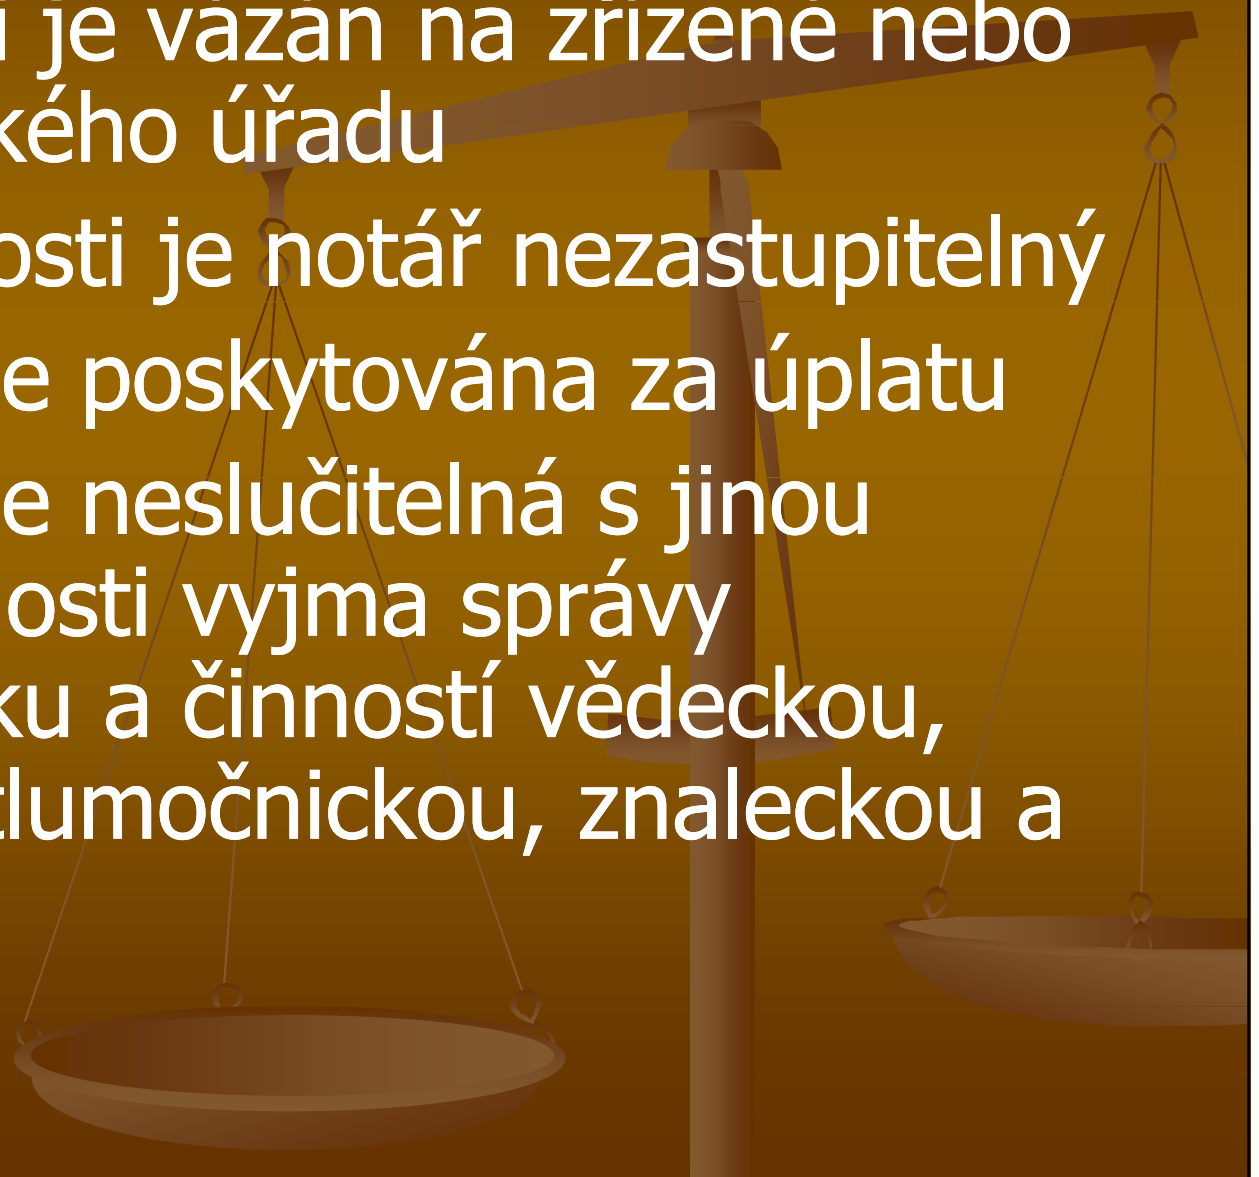 i je vázán na zřízené nebo
kého úřadu
osti je notář nezastupitelný
e poskytována za úplatu
e neslučitelná s jinou
osti vyjma správy
ku a činností vědeckou,
tlumočnickou, znaleckou a